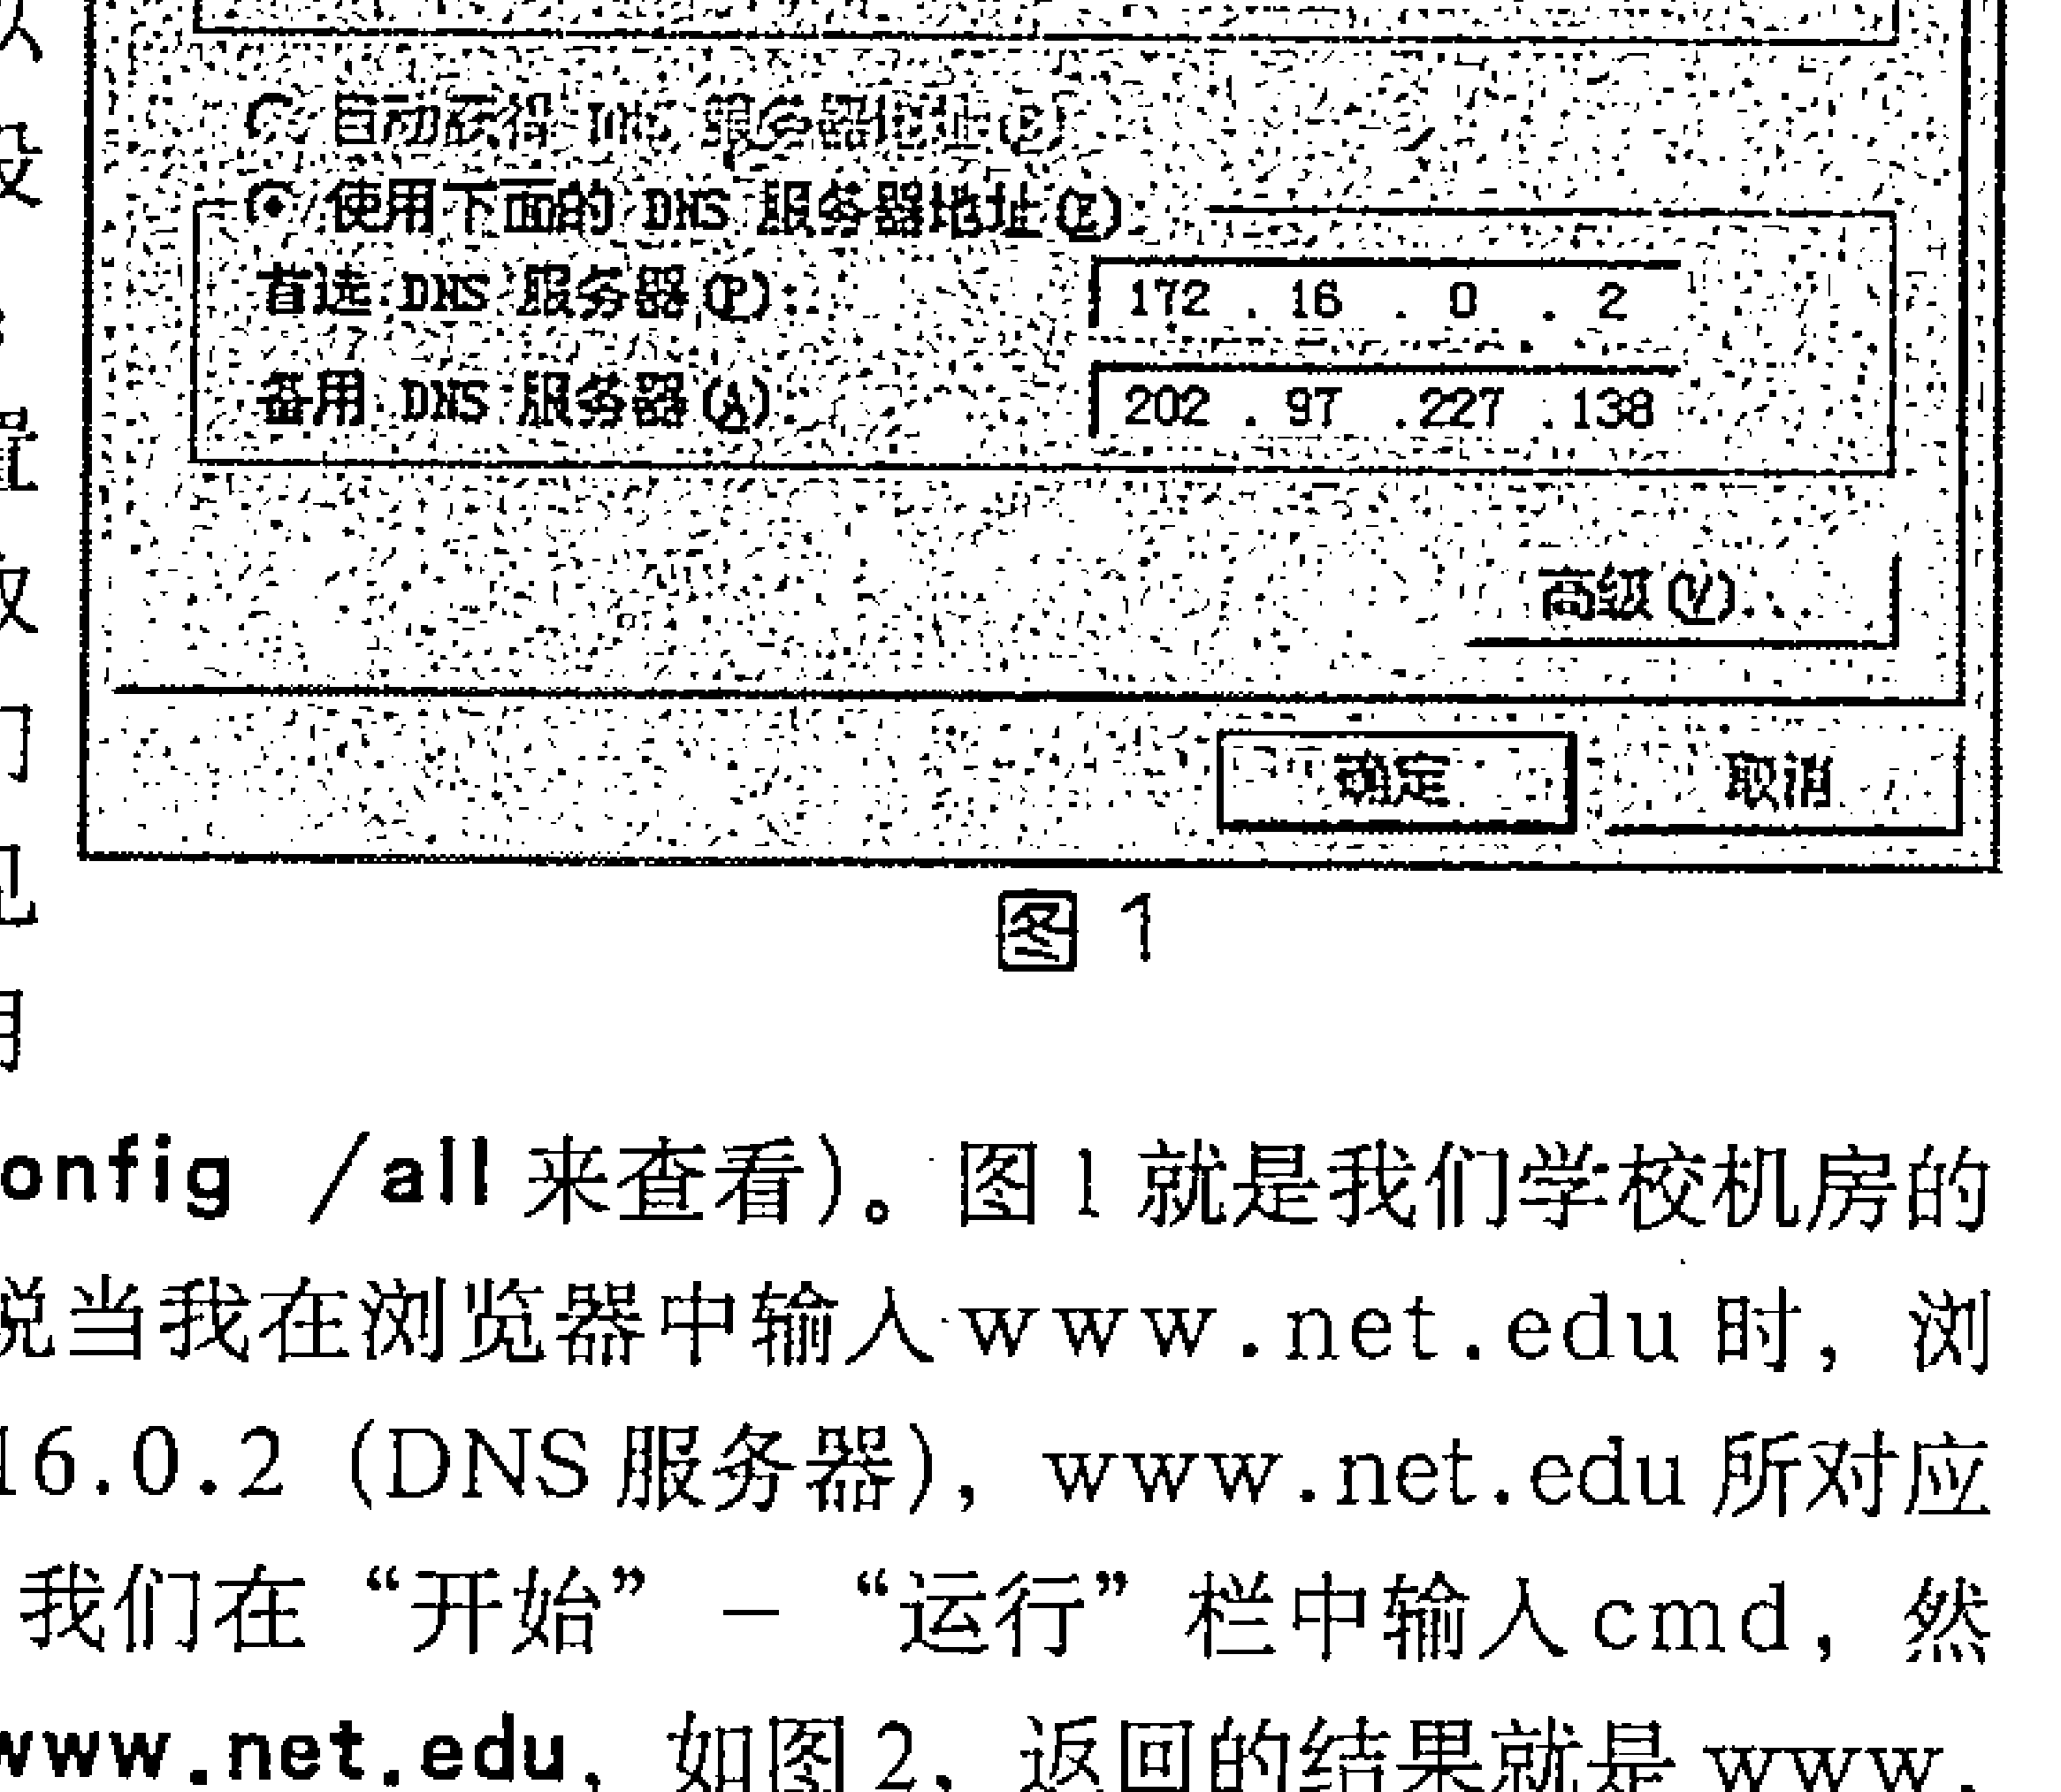 自动获得 DNS 服务器地址(B)
使用下面的 DNS 服务器地址(E):
首选 DNS 服务器(P):
172 . 16 . 0 . 2
备用 DNS 服务器(A):
202 . 97 . 227 . 138
高级(V)...
确定
取消
图 1
onfig /all 来查看)。图 1 就是我们学校机房的
说当我在浏览器中输入 www.net.edu 时，浏
16.0.2 (DNS 服务器)，www.net.edu 所对应
我们在 “开始” – “运行” 栏中输入 cmd，然
www.net.edu，如图 2，返回的结果就是 www.